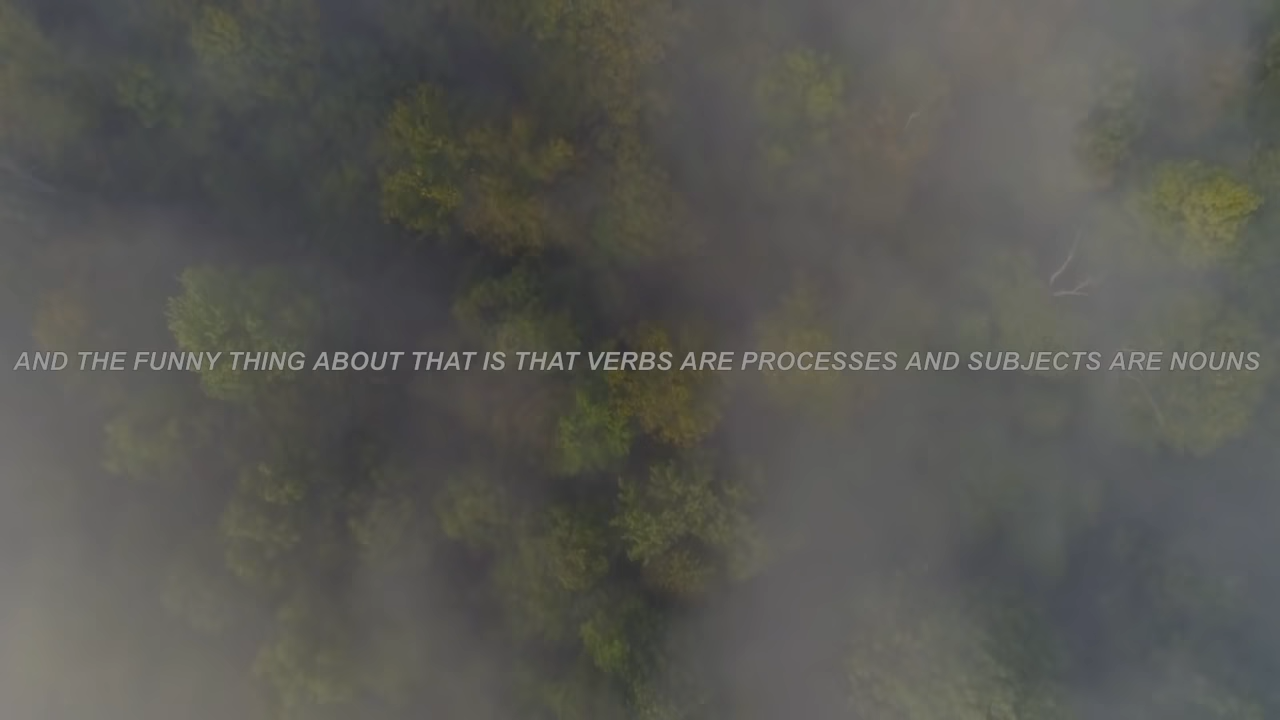 AND THE FUNNY THING ABOUT THAT IS THAT VERBS ARE PROCESSES AND SUBJECTS ARE NOUNS